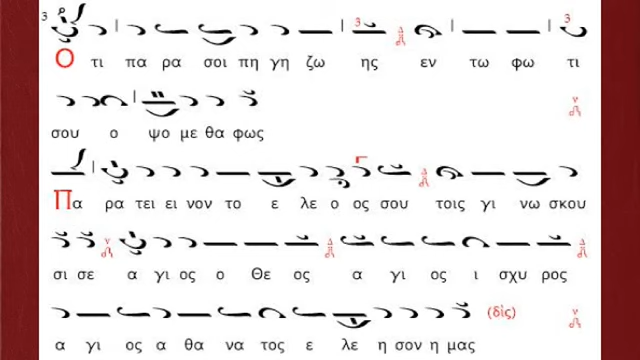 Ο τι πα ρα σοι πη γη ζω ης εν τω φω τι
σου ο ψο με θα φως
Πα ρα τει ει νον το ε λε ο ος σου τοις γι νω σκου
σι σε α γι ος ο Θε ος α γι ος ι σχυ ρος
α γι ος α θα να τος ε λε η σον η μας (δὶς)